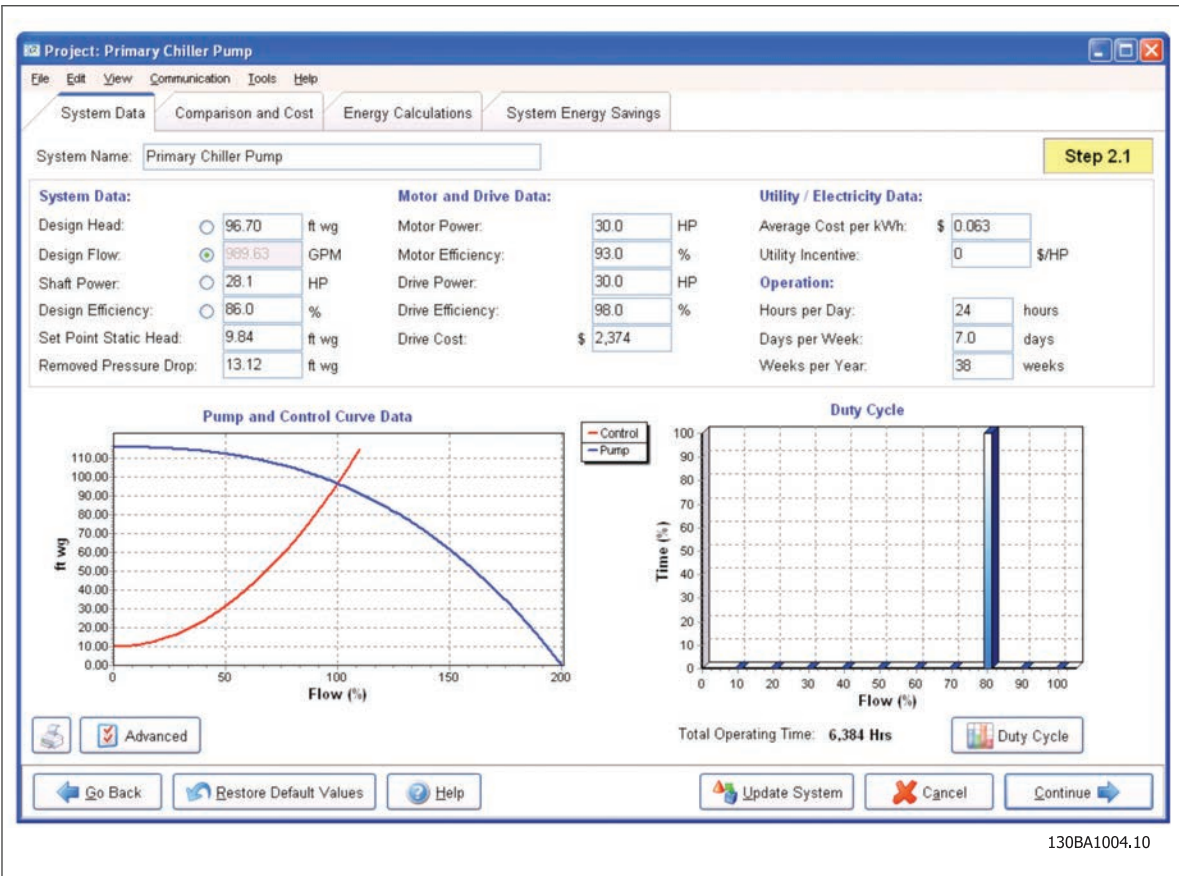 Project: Primary Chiller Pump
File Edit View Communication Tools Help
System Data Comparison and Cost Energy Calculations System Energy Savings
System Name: Primary Chiller Pump
Step 2.1
System Data:
Design Head: 96.70 ft wg
Design Flow: 989.63 GPM
Shaft Power: 28.1 HP
Design Efficiency: 86.0 %
Set Point Static Head: 9.84 ft wg
Removed Pressure Drop: 13.12 ft wg
Motor and Drive Data:
Motor Power: 30.0 HP
Motor Efficiency: 93.0 %
Drive Power: 30.0 HP
Drive Efficiency: 98.0 %
Drive Cost: $ 2,374
Utility / Electricity Data:
Average Cost per kWh: $ 0.063
Utility Incentive: 0 $/HP
Operation:
Hours per Day: 24 hours
Days per Week: 7.0 days
Weeks per Year: 38 weeks
Pump and Control Curve Data
Control
Pump
ft wg
110.00
100.00
90.00
80.00
70.00
60.00
50.00
40.00
30.00
20.00
10.00
0.00
0 50 100 150 200
Flow (%)
Duty Cycle
Time (%)
100
90
80
70
60
50
40
30
20
10
0
0 10 20 30 40 50 60 70 80 90 100
Flow (%)
Advanced
Total Operating Time: 6,384 Hrs
Duty Cycle
Go Back Restore Default Values Help Update System Cancel Continue
130BA1004.10